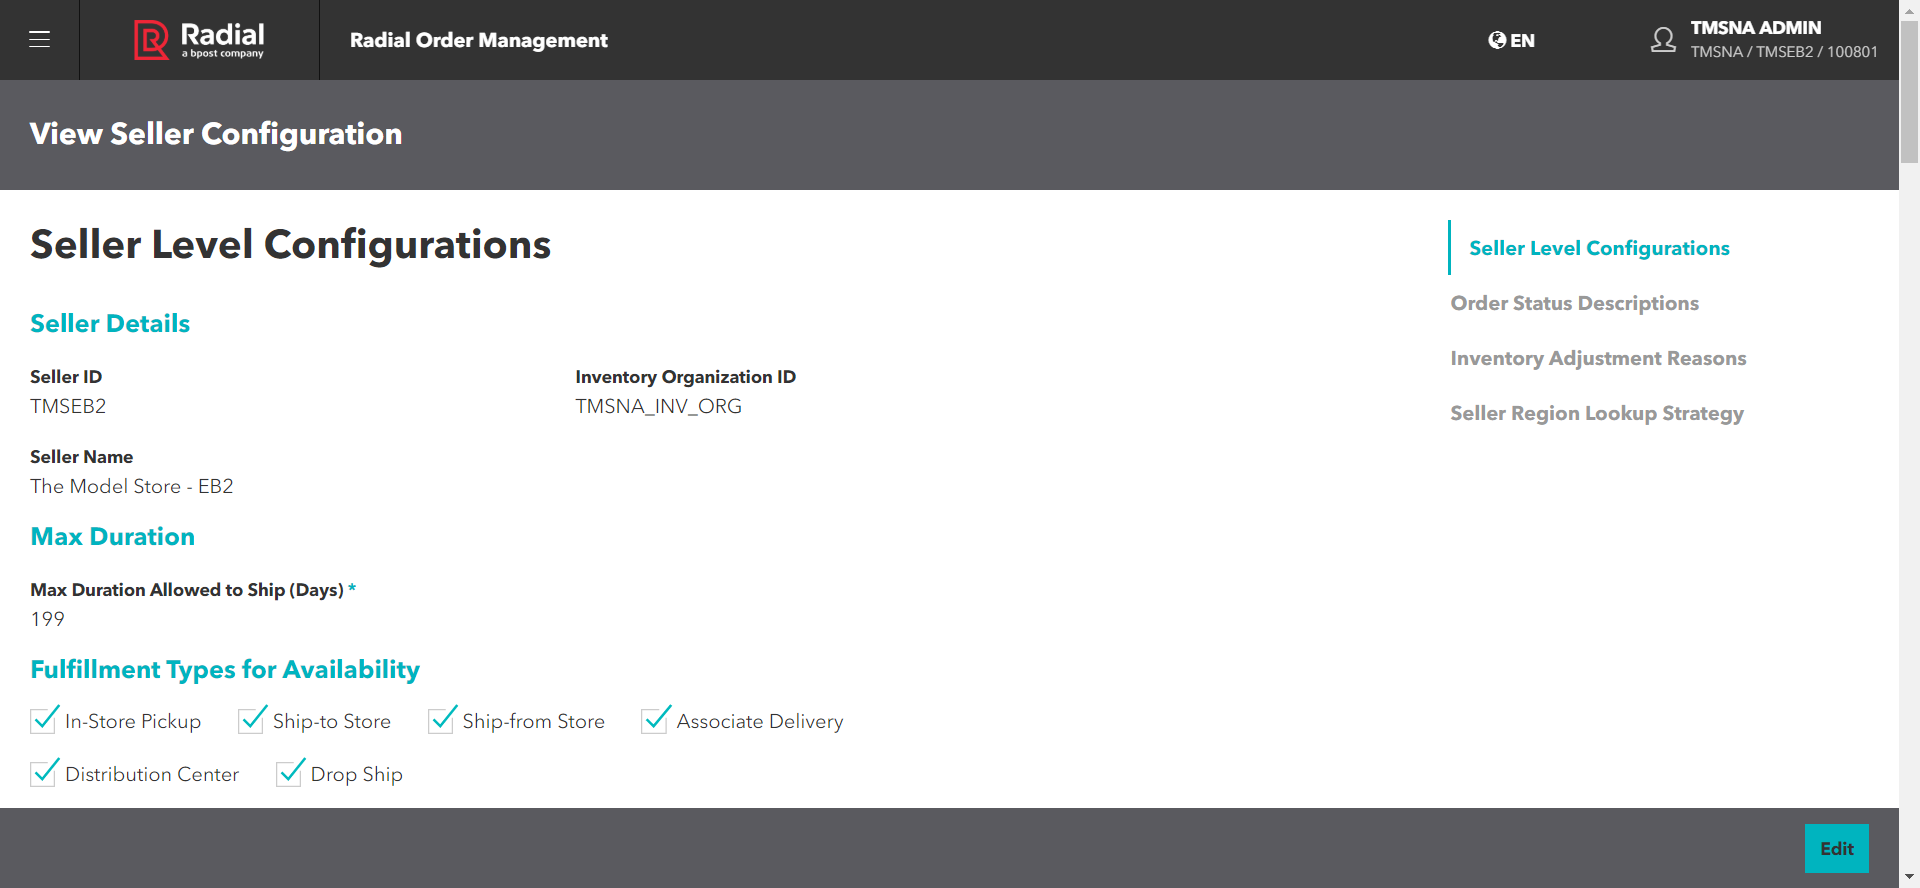 Radial
a bpost company
Radial Order Management
EN
TMSNA ADMIN
TMSNA / TMSEB2 / 100801
View Seller Configuration
Seller Level Configurations
Seller Details
Seller ID
TMSEB2
Inventory Organization ID
TMSNA_INV_ORG
Seller Name
The Model Store - EB2
Max Duration
Max Duration Allowed to Ship (Days) *
199
Fulfillment Types for Availability
In-Store Pickup
Ship-to Store
Ship-from Store
Associate Delivery
Distribution Center
Drop Ship
Seller Level Configurations
Order Status Descriptions
Inventory Adjustment Reasons
Seller Region Lookup Strategy
Edit